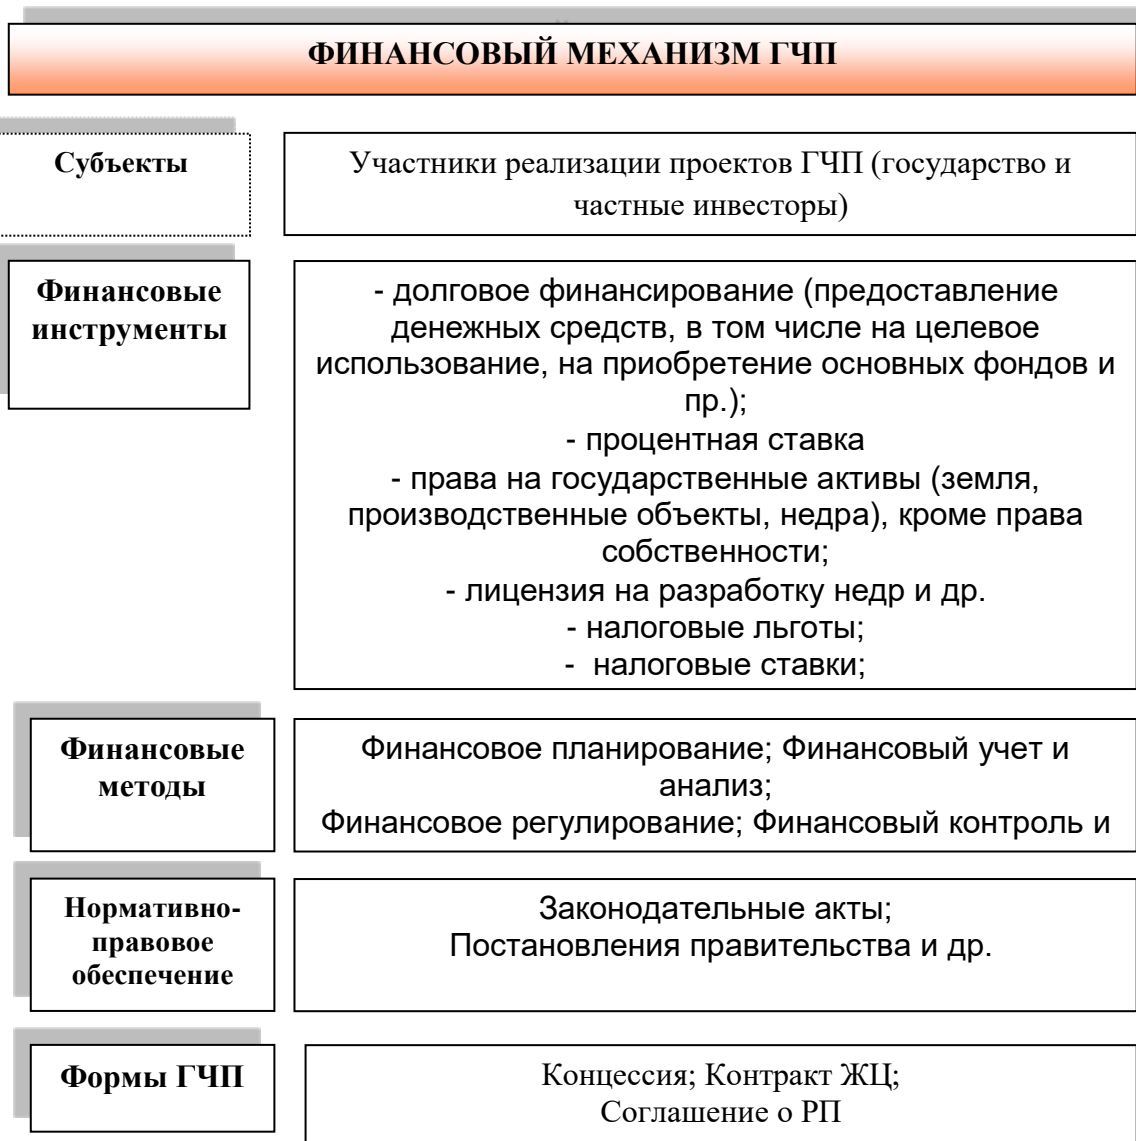 ФИНАНСОВЫЙ МЕХАНИЗМ ГЧП
Субъекты
Участники реализации проектов ГЧП (государство и
частные инвесторы)
Финансовые
инструменты
- долговое финансирование (предоставление
денежных средств, в том числе на целевое
использование, на приобретение основных фондов и
пр.);
- процентная ставка
- права на государственные активы (земля,
производственные объекты, недра), кроме права
собственности;
- лицензия на разработку недр и др.
- налоговые льготы;
- налоговые ставки;
Финансовые
методы
Финансовое планирование; Финансовый учет и
анализ;
Финансовое регулирование; Финансовый контроль и
Нормативно-
правовое
обеспечение
Законодательные акты;
Постановления правительства и др.
Формы ГЧП
Концессия; Контракт ЖЦ;
Соглашение о РП